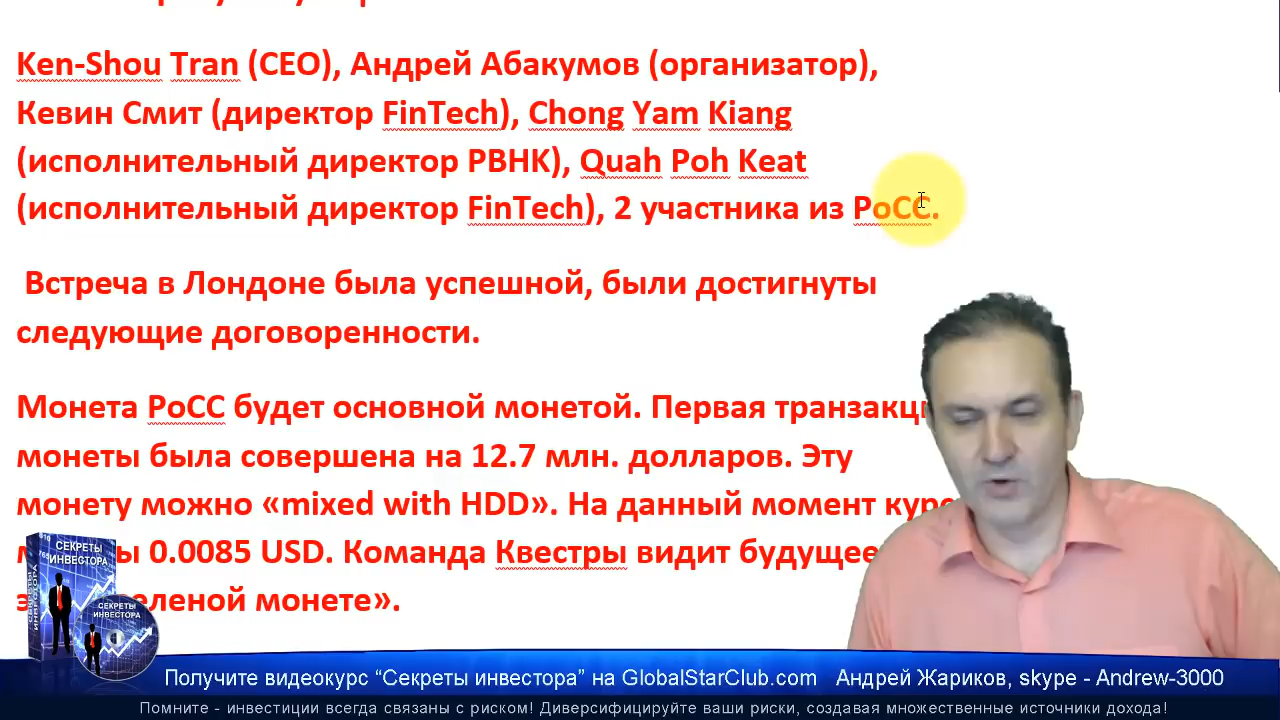 Ken-Shou Tran (CEO), Андрей Абакумов (организатор),
Кевин Смит (директор FinTech), Chong Yam Kiang
(исполнительный директор PBHK), Quah Poh Keat
(исполнительный директор FinTech), 2 участника из PoCC.
Встреча в Лондоне была успешной, были достигнуты
следующие договоренности.
Монета PoCC будет основной монетой. Первая
монеты была совершена на 12.7 млн. долларов. Эту
монету можно «mixed with HDD». На данный момент
0.0085 USD. Команда Квестры видит будущее
монете».
СЕКРЕТЫ
ИНВЕСТОРА
СЕКРЕТЫ
ИНВЕСТОРА
Получите видеокурс “Секреты инвестора” на GlobalStarClub.com Андрей Жариков, skype - Andrew-3000
Помните - инвестиции всегда связаны с риском! Диверсифицируйте ваши риски, создавая множественные источники дохода!